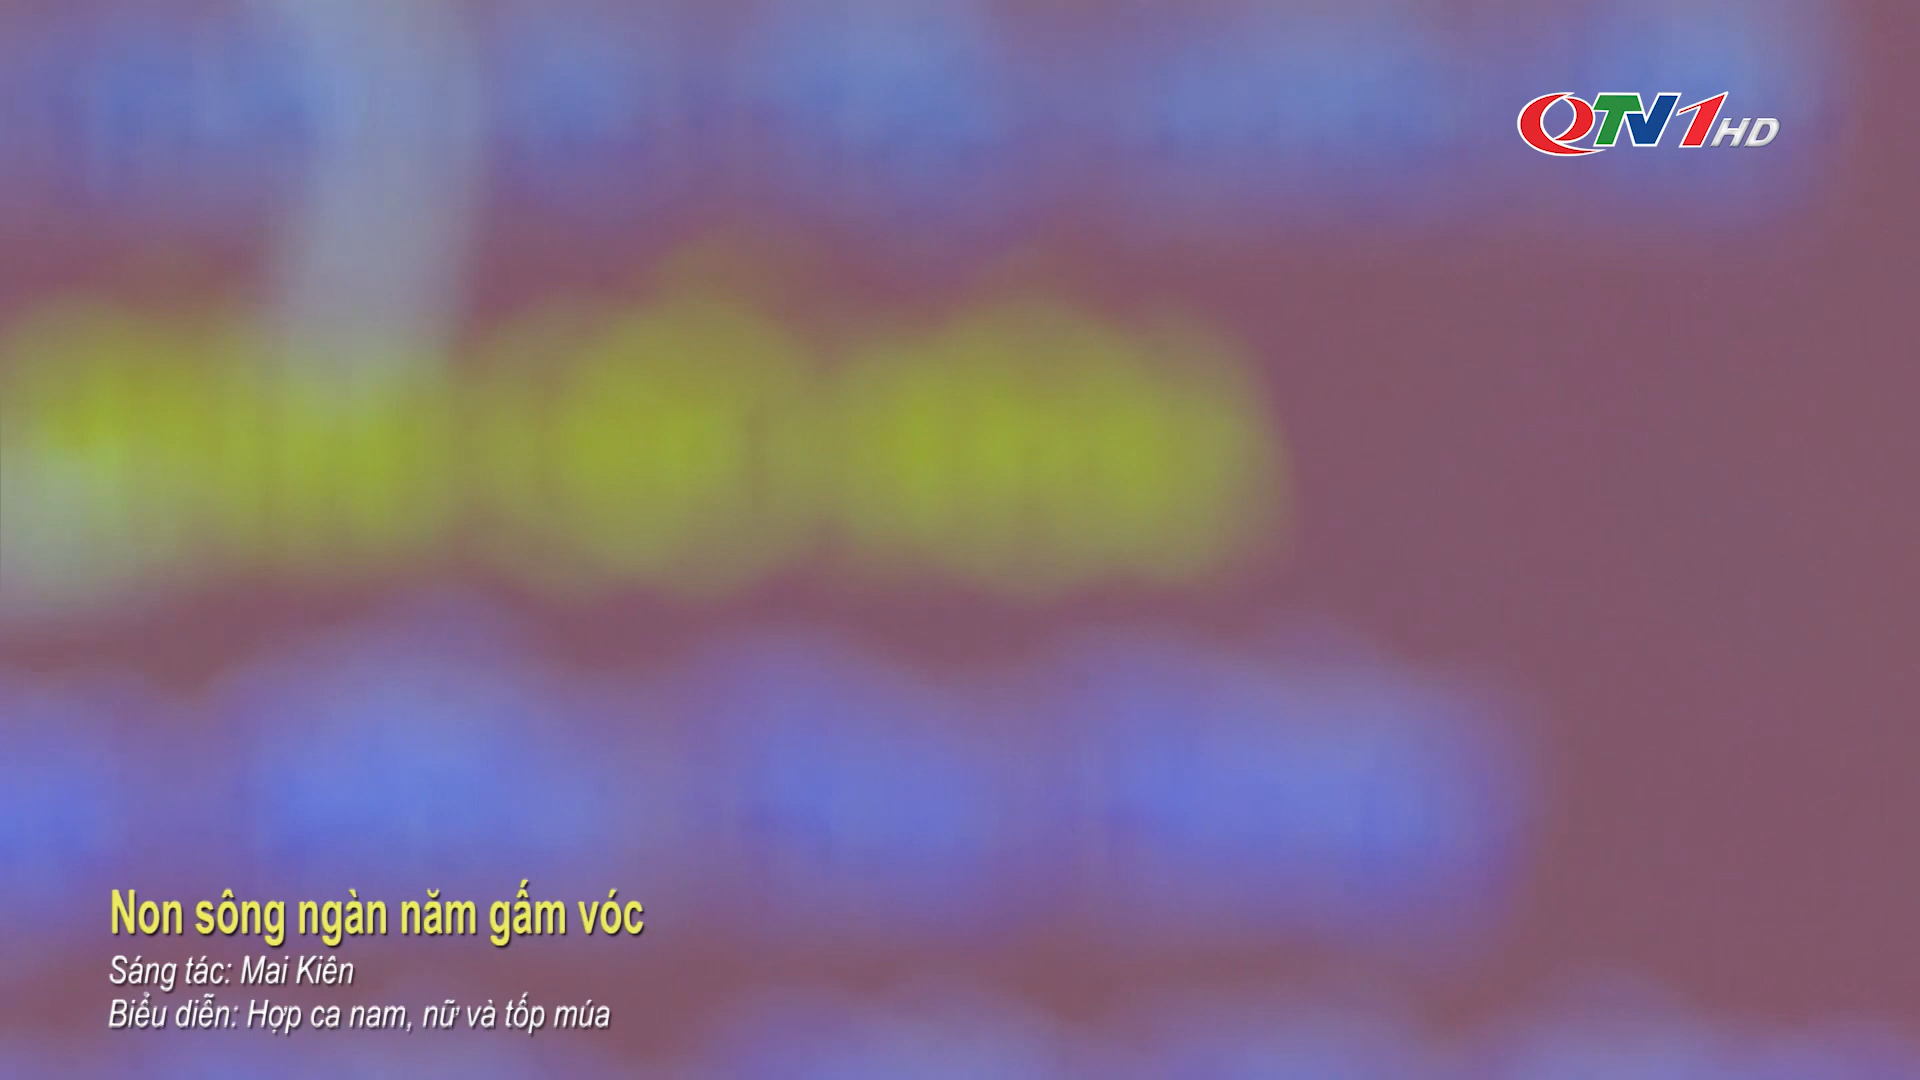 QTV1HD
Non sông ngàn năm gấm vóc
Sáng tác: Mai Kiên
Biểu diễn: Hợp ca nam, nữ và tốp múa